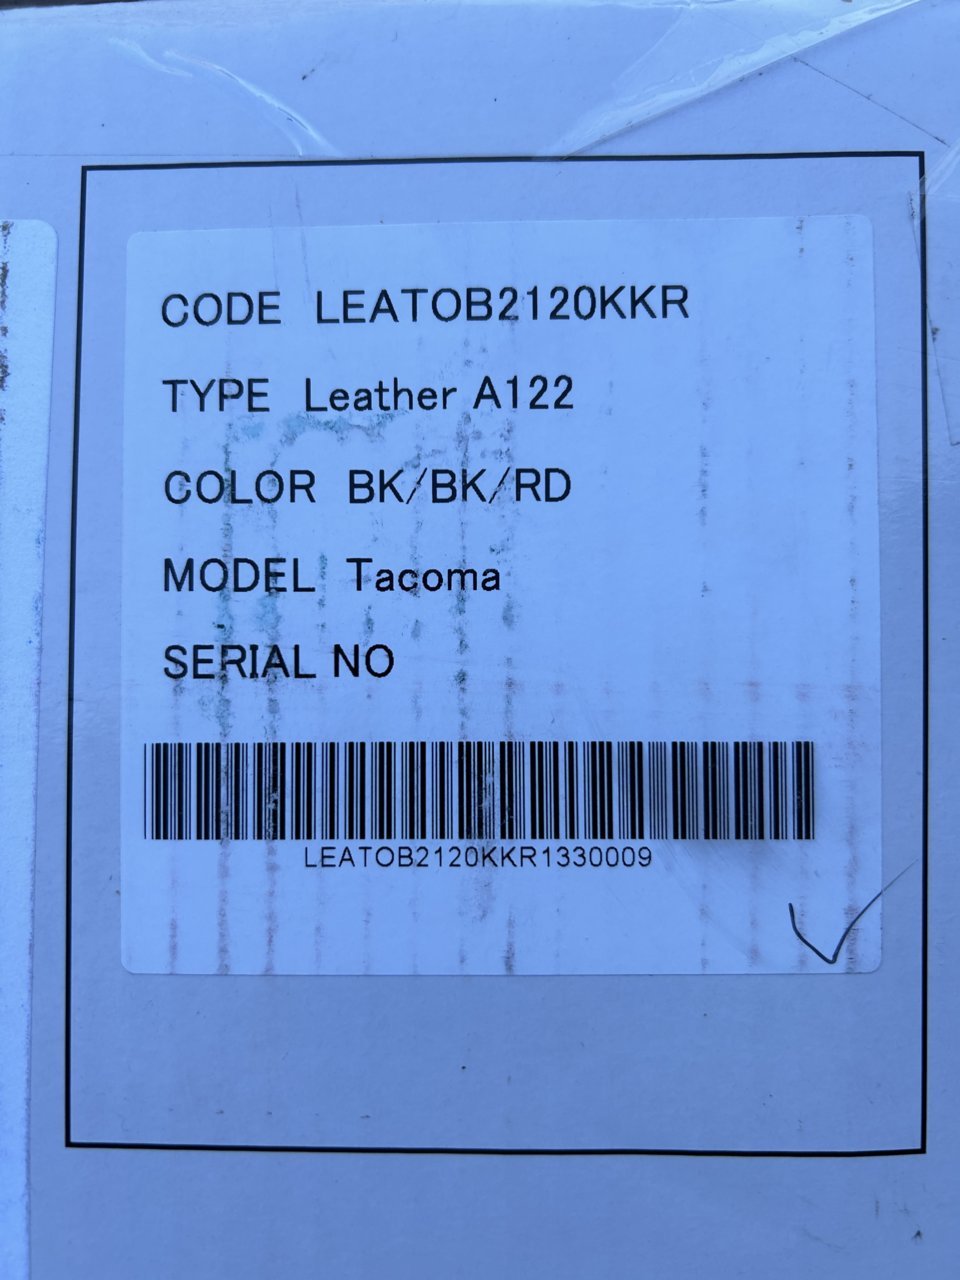 CODE LEATOB2120KKR
TYPE Leather A122
COLOR BK/BK/RD
MODEL Tacoma
SERIAL NO
LEATOB2120KKR1330009